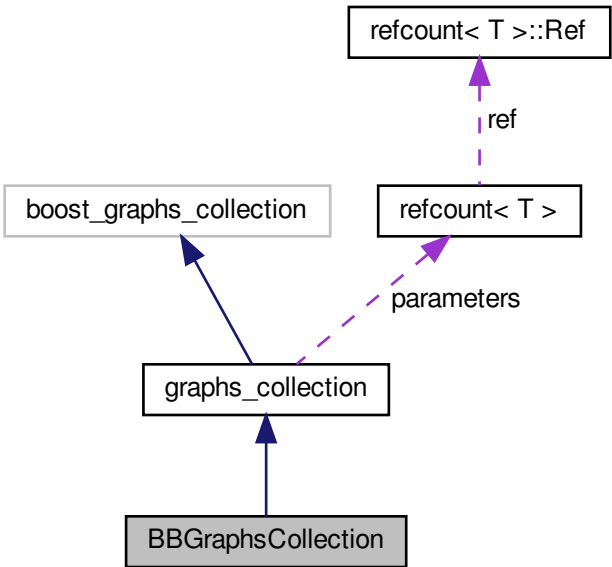 refcount< T >::Ref
ref
boost_graphs_collection
refcount< T >
parameters
graphs_collection
BBGraphsCollection